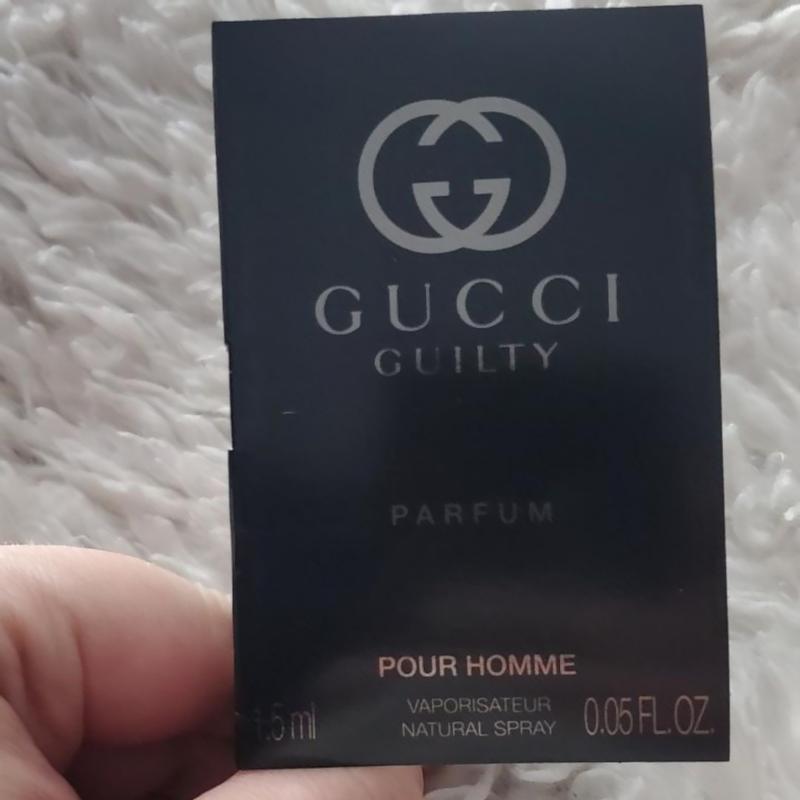 GUCCI
GUILTY
PARFUM
POUR HOMME
VAPORISATEUR
NATURAL SPRAY
1.5 ml
0.05 FL. OZ.